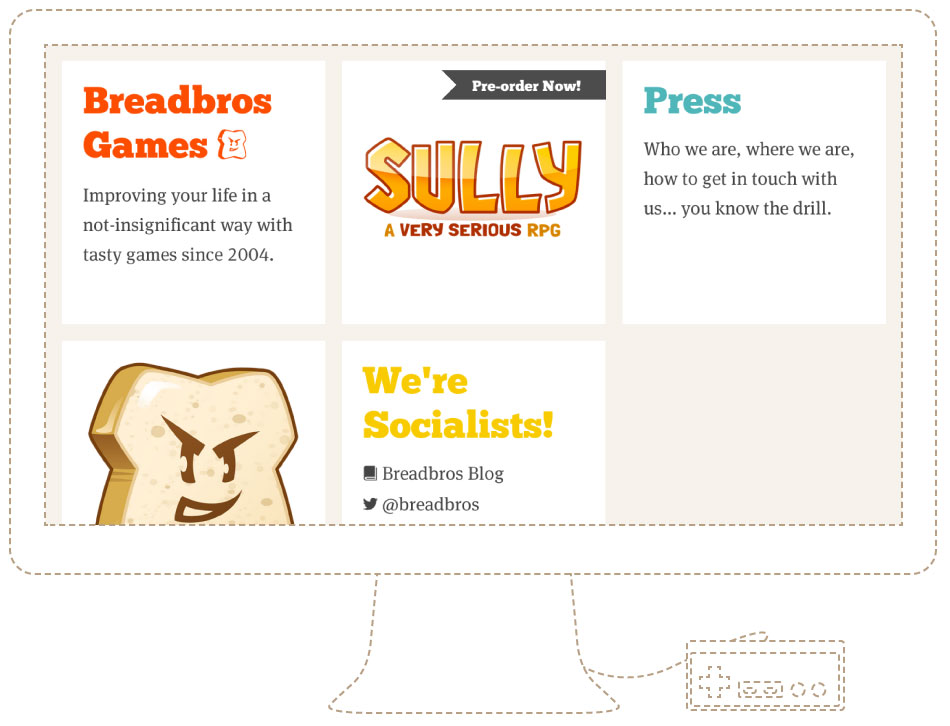 Breadbros
Games
Improving your life in a
not-insignificant way with
tasty games since 2004.
Pre-order Now!
SULLY
A VERY SERIOUS RPG
Press
Who we are, where we are,
how to get in touch with
us... you know the drill.
We're
Socialists!
Breadbros Blog
@breadbros